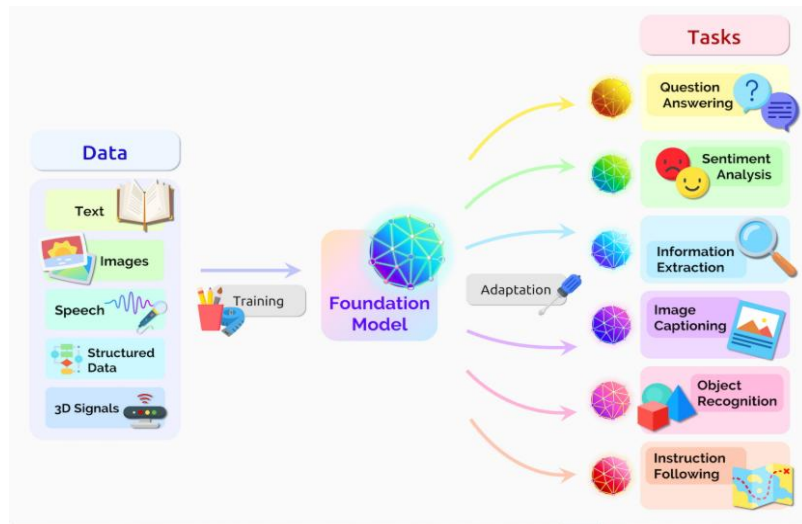 Data
Text
Images
Speech
Structured
Data
3D Signals
Training
Foundation
Model
Adaptation
Tasks
Question
Answering
?
Sentiment
Analysis
Information
Extraction
Image
Captioning
Object
Recognition
Instruction
Following